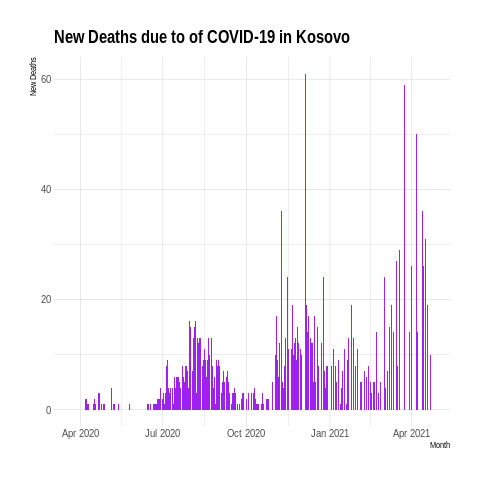 New Deaths due to of COVID-19 in Kosovo
New Deaths
60
40
20
0
Apr 2020 Jul 2020 Oct 2020 Jan 2021 Apr 2021
Month